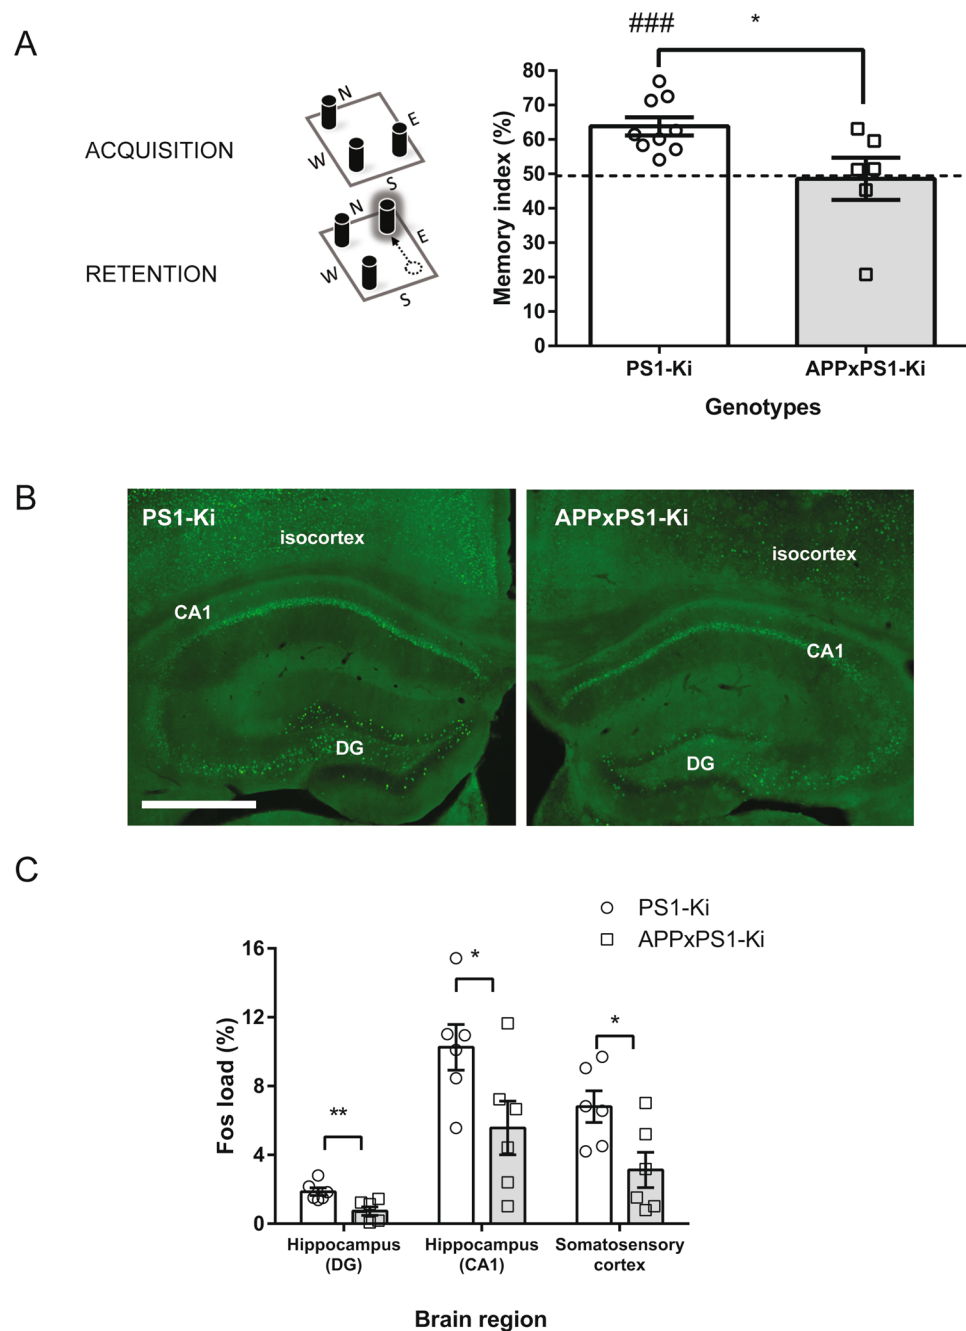 A
ACQUISITION
N
E
W
S
RETENTION
N
E
W
S
### *
Memory index (%)
80
70
60
50
40
30
20
10
0
PS1-Ki APPxPS1-Ki
Genotypes
B
PS1-Ki
isocortex
CA1
DG
APPxPS1-Ki
isocortex
CA1
DG
C
PS1-Ki
APPxPS1-Ki
Fos load (%)
16
12
8
4
0
**
*
*
Hippocampus
(DG)
Hippocampus
(CA1)
Somatosensory
cortex
Brain region